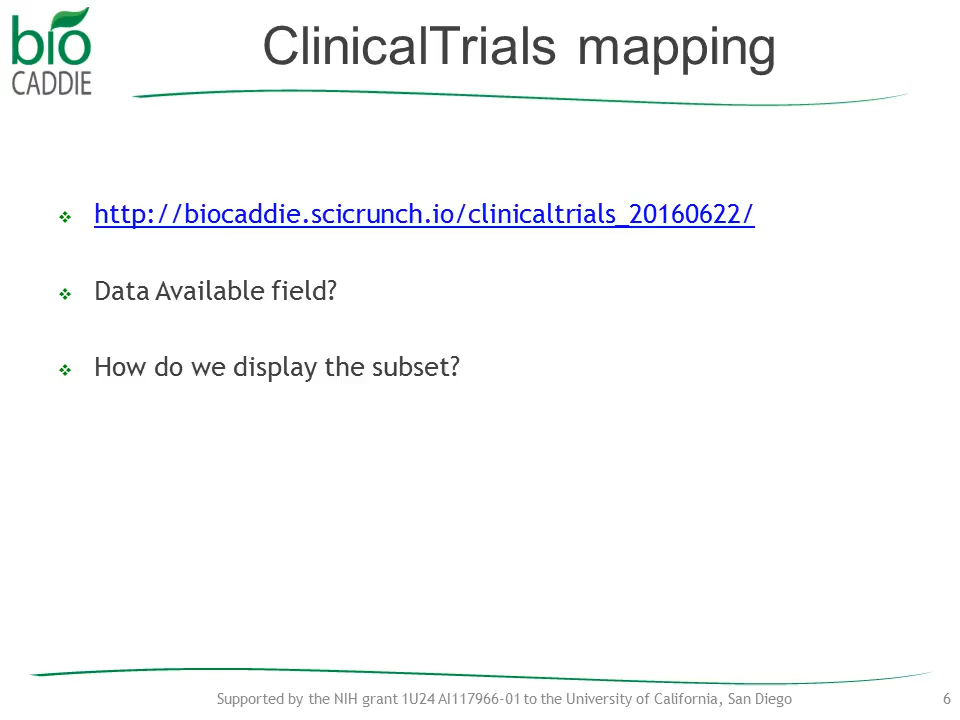 bio
CADDIE
ClinicalTrials mapping
http://biocaddie.scicrunch.io/clinicaltrials_20160622/
Data Available field?
How do we display the subset?
Supported by the NIH grant 1U24 AI117966-01 to the University of California, San Diego
6